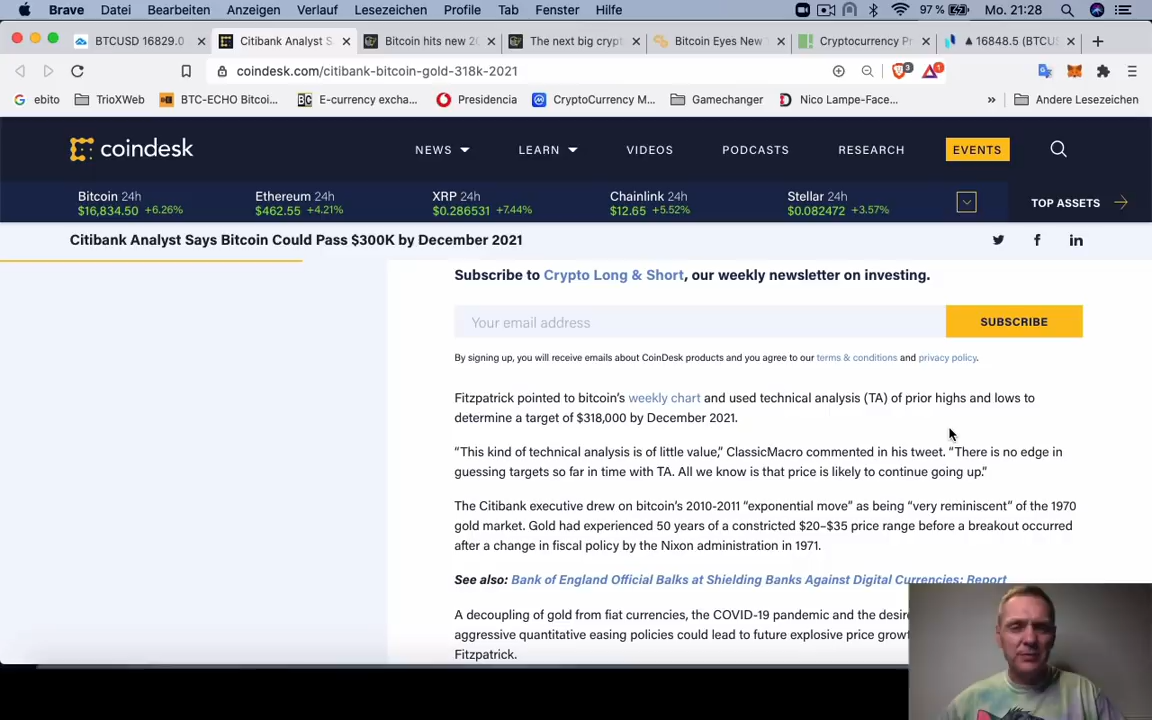 Brave Datei Bearbeiten Anzeigen Verlauf Lesezeichen Profile Tab Fenster Hilfe 97 % Mo. 21:28
BTCUSD 16829.0 Citibank Analyst S Bitcoin hits new 20 The next big crypt Bitcoin Eyes New Cryptocurrency Pr ▲ 16848.5 (BTCU
coindesk.com/citibank-bitcoin-gold-318k-2021
ebito TrioXWeb BTC-ECHO Bitcoi... E-currency excha... Presidencia CryptoCurrency M... Gamechanger Nico Lampe-Face... » Andere Lesezeichen
coindesk NEWS LEARN VIDEOS PODCASTS RESEARCH EVENTS
Bitcoin 24h Ethereum 24h XRP 24h Chainlink 24h Stellar 24h
$16,834.50 +6.26% $462.55 +4.21% $0.286531 +7.44% $12.65 +5.52% $0.082472 +3.57%
TOP ASSETS
Citibank Analyst Says Bitcoin Could Pass $300K by December 2021
Subscribe to Crypto Long & Short, our weekly newsletter on investing.
Your email address SUBSCRIBE
By signing up, you will receive emails about CoinDesk products and you agree to our terms & conditions and privacy policy.
Fitzpatrick pointed to bitcoin’s weekly chart and used technical analysis (TA) of prior highs and lows to
determine a target of $318,000 by December 2021.
“This kind of technical analysis is of little value,” ClassicMacro commented in his tweet. “There is no edge in
guessing targets so far in time with TA. All we know is that price is likely to continue going up.”
The Citibank executive drew on bitcoin’s 2010-2011 “exponential move” as being “very reminiscent” of the 1970
gold market. Gold had experienced 50 years of a constricted $20–$35 price range before a breakout occurred
after a change in fiscal policy by the Nixon administration in 1971.
See also: Bank of England Official Balks at Shielding Banks Against Digital Currencies: Report
A decoupling of gold from fiat currencies, the COVID-19 pandemic and the desire
aggressive quantitative easing policies could lead to future explosive price growt
Fitzpatrick.